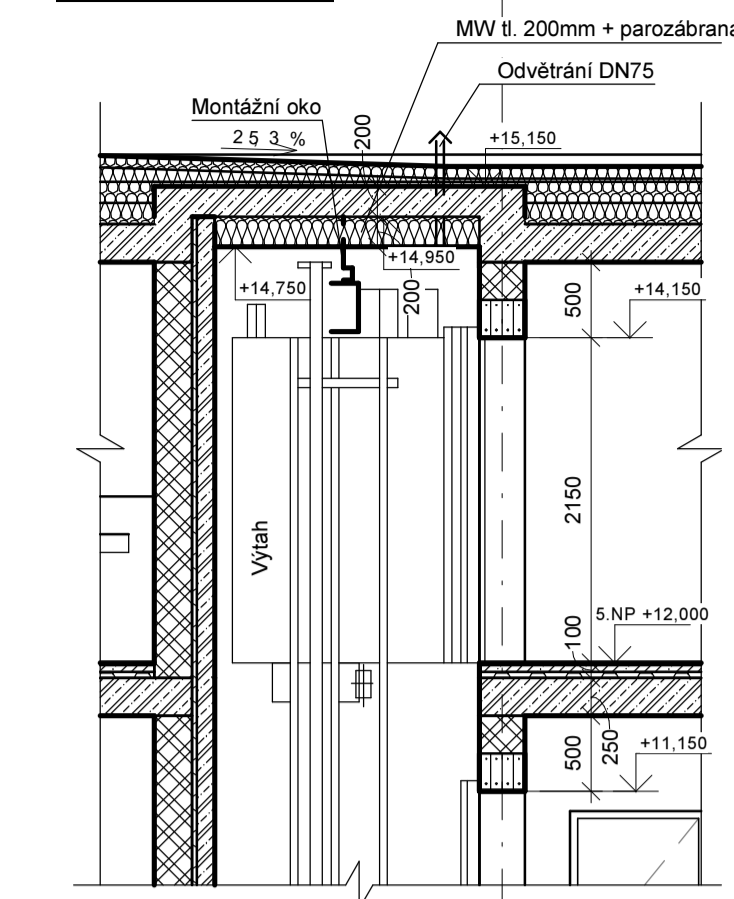 MW tl. 200mm + parozábrana
Odvětrání DN75
Montážní oko
2 5 3 %
200
+15,150
+14,950
+14,750
200
500
+14,150
2150
Výtah
5.NP +12,000
100
500
250
+11,150